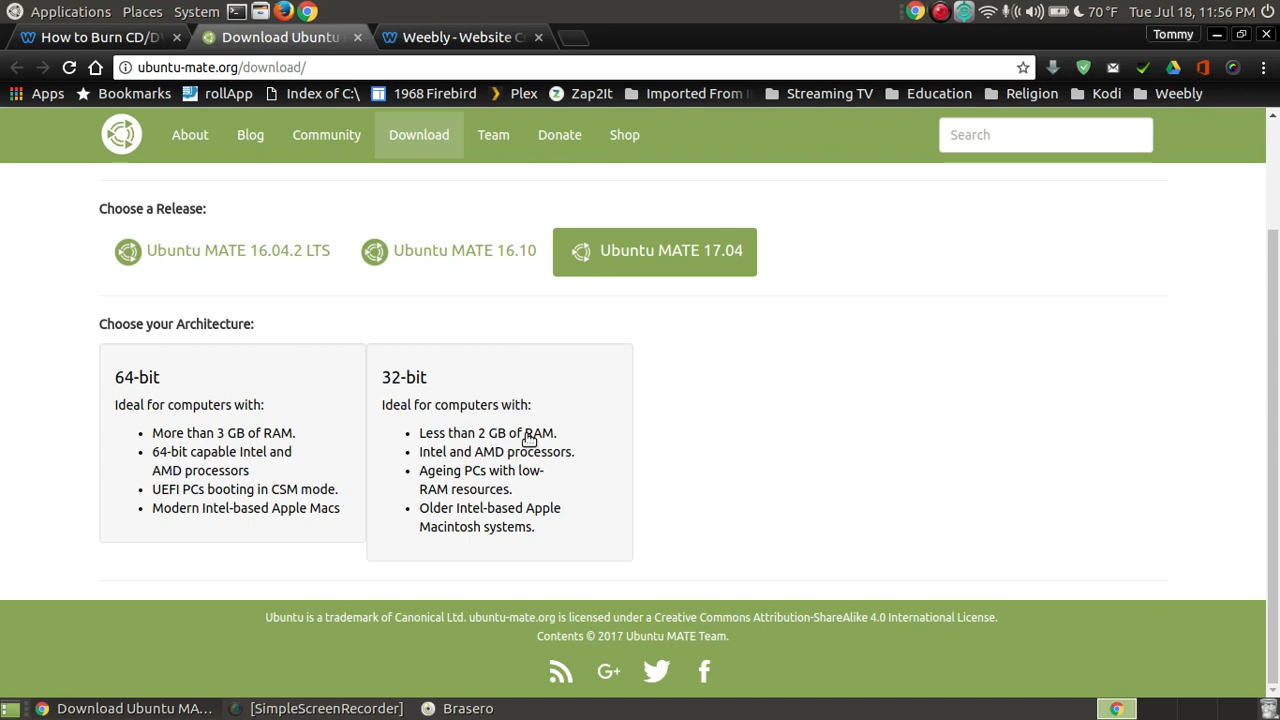 Applications Places System 70 °F Tue Jul 18, 11:56 PM
How to Burn CD/D
Download Ubuntu
Weebly - Website C
Tommy
ubuntu-mate.org/download/
Apps Bookmarks rollApp Index of C:\ 1968 Firebird Plex Zap2It Imported From Streaming TV Education Religion Kodi Weebly
About Blog Community Download Team Donate Shop Search
Choose a Release:
Ubuntu MATE 16.04.2 LTS Ubuntu MATE 16.10 Ubuntu MATE 17.04
Choose your Architecture:
64-bit
Ideal for computers with:
• More than 3 GB of RAM.
• 64-bit capable Intel and
AMD processors
• UEFI PCs booting in CSM mode.
• Modern Intel-based Apple Macs
32-bit
Ideal for computers with:
• Less than 2 GB of RAM.
• Intel and AMD processors.
• Ageing PCs with low-
RAM resources.
• Older Intel-based Apple
Macintosh systems.
Ubuntu is a trademark of Canonical Ltd. ubuntu-mate.org is licensed under a Creative Commons Attribution-ShareAlike 4.0 International License.
Contents © 2017 Ubuntu MATE Team.
G+
Download Ubuntu MA... [SimpleScreenRecorder] Brasero